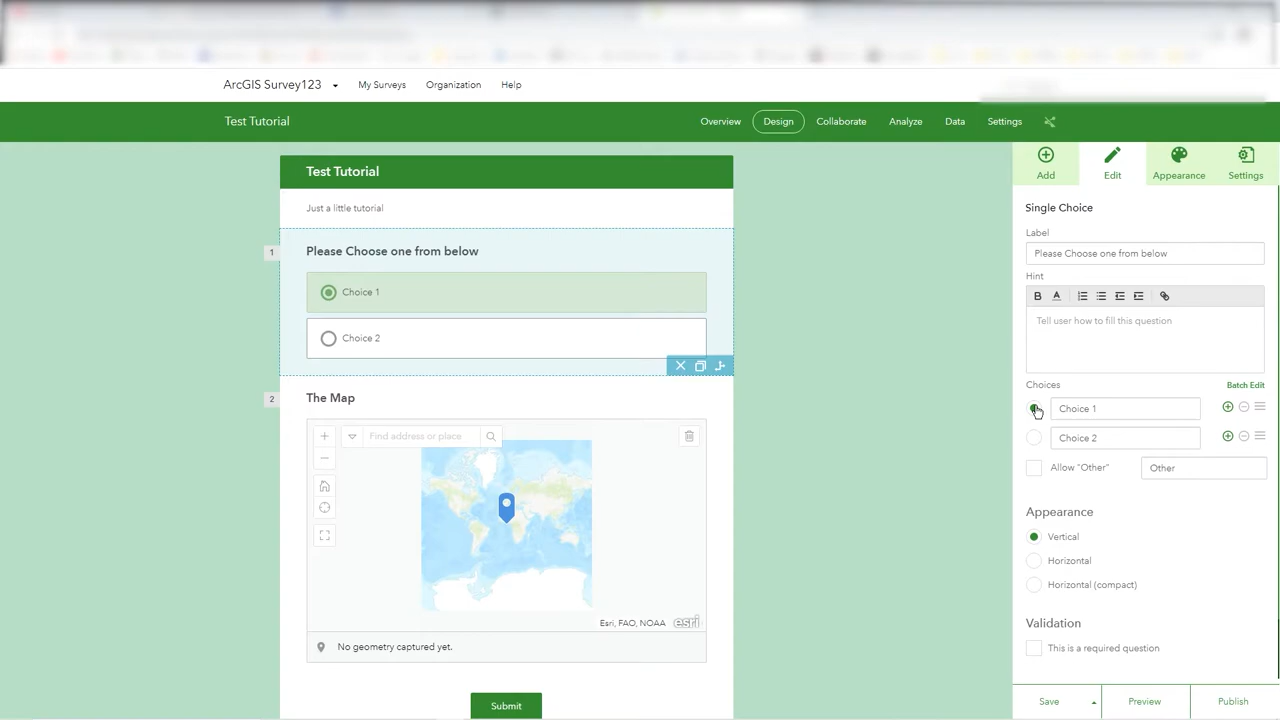 ArcGIS Survey123 My Surveys Organization Help
Test Tutorial Overview Design Collaborate Analyze Data Settings
Test Tutorial
Just a little tutorial
1 Please Choose one from below
Choice 1
Choice 2
2 The Map
Find address or place
Esri, FAO, NOAA esri
No geometry captured yet.
Submit
Add Edit Appearance Settings
Single Choice
Label
Please Choose one from below
Hint
B A
Tell user how to fill this question
Choices Batch Edit
Choice 1
Choice 2
Allow "Other" Other
Appearance
Vertical
Horizontal
Horizontal (compact)
Validation
This is a required question
Save Preview Publish